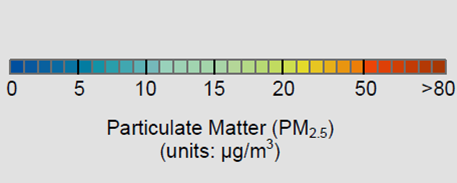 0 5 10 15 20 50 >80
Particulate Matter (PM2.5)
(units: µg/m³)